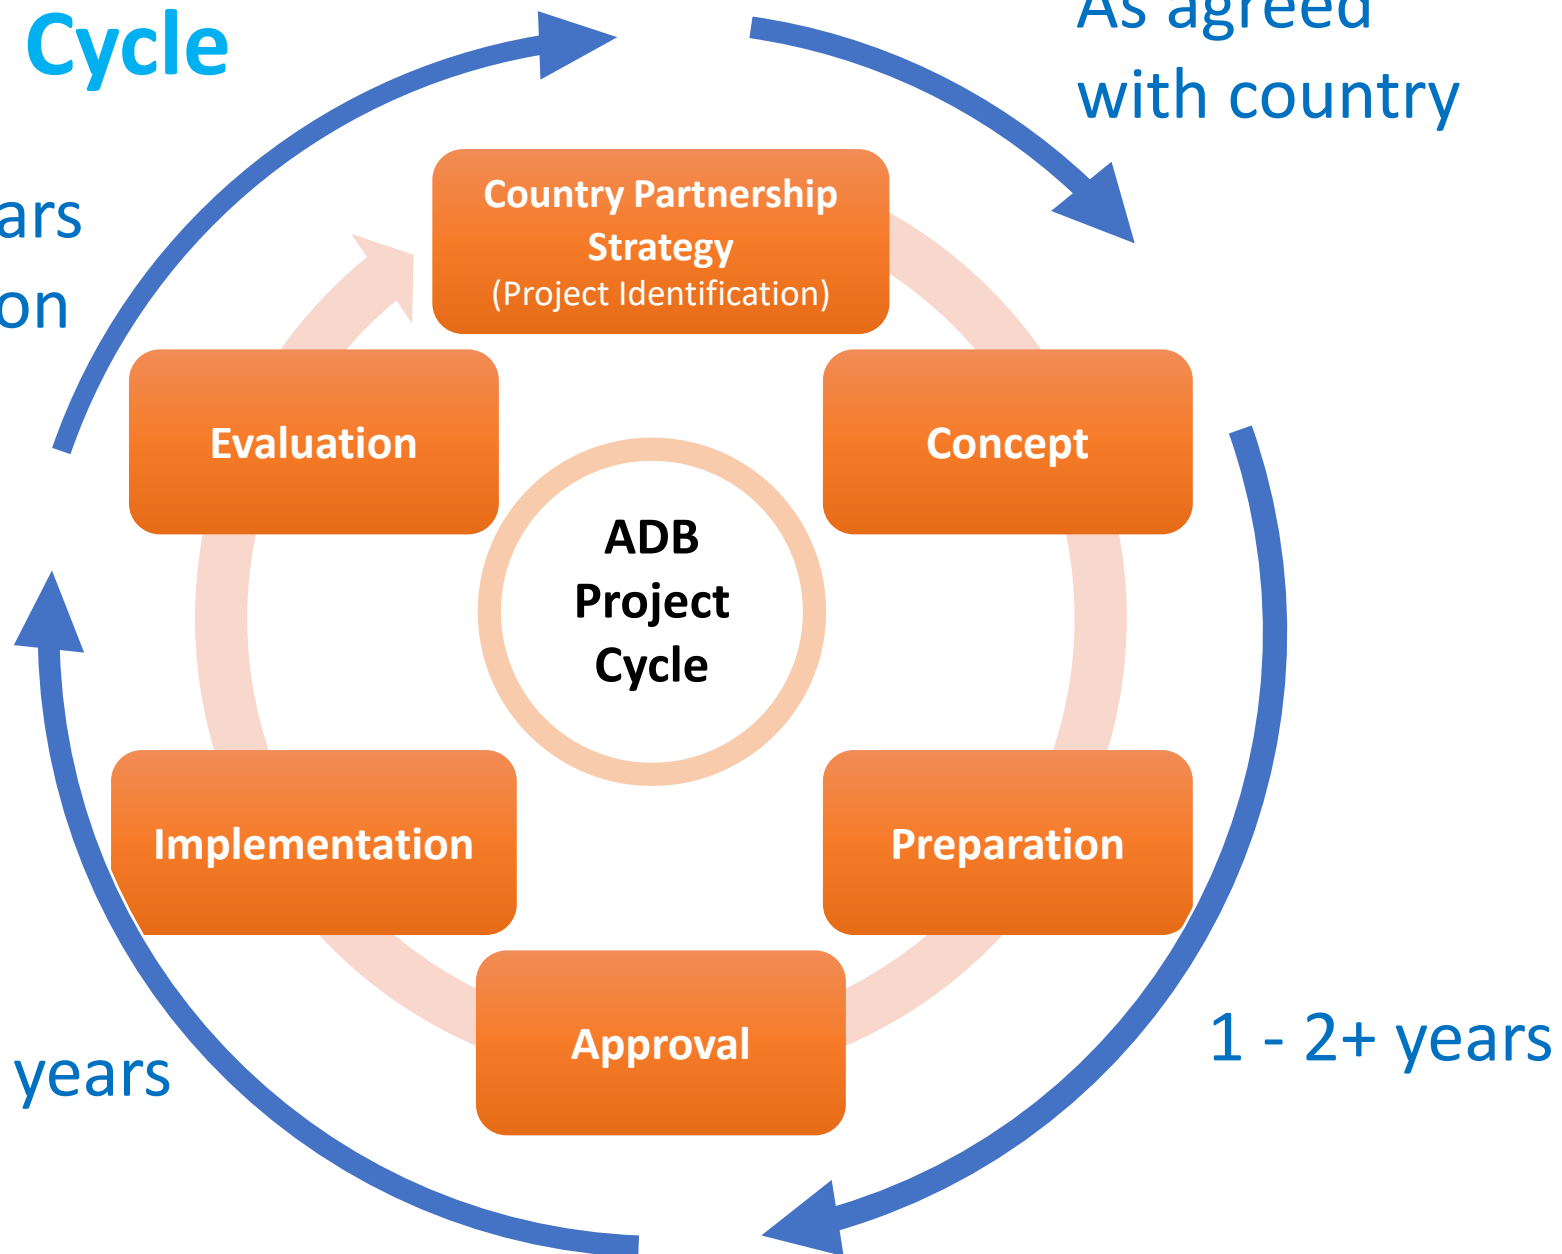 Cycle
As agreed
with country
ars
on
Country Partnership
Strategy
(Project Identification)
Evaluation
Concept
ADB
Project
Cycle
Implementation
Preparation
Approval
1 - 2+ years
years